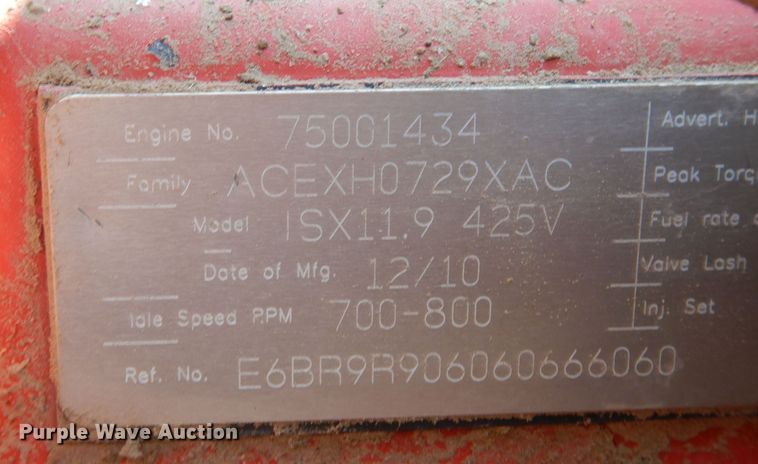 Engine No. 75001434
Advert. H
Family ACEXH0729XAC
Peak Torq
Model ISX11.9 425V
Fuel rate
Date of Mfg. 12/10
Valve Lash
Idle Speed P.PM 700-800
Inj. Set
Ref. No. E6BR9R906060666060
Purple Wave Auction